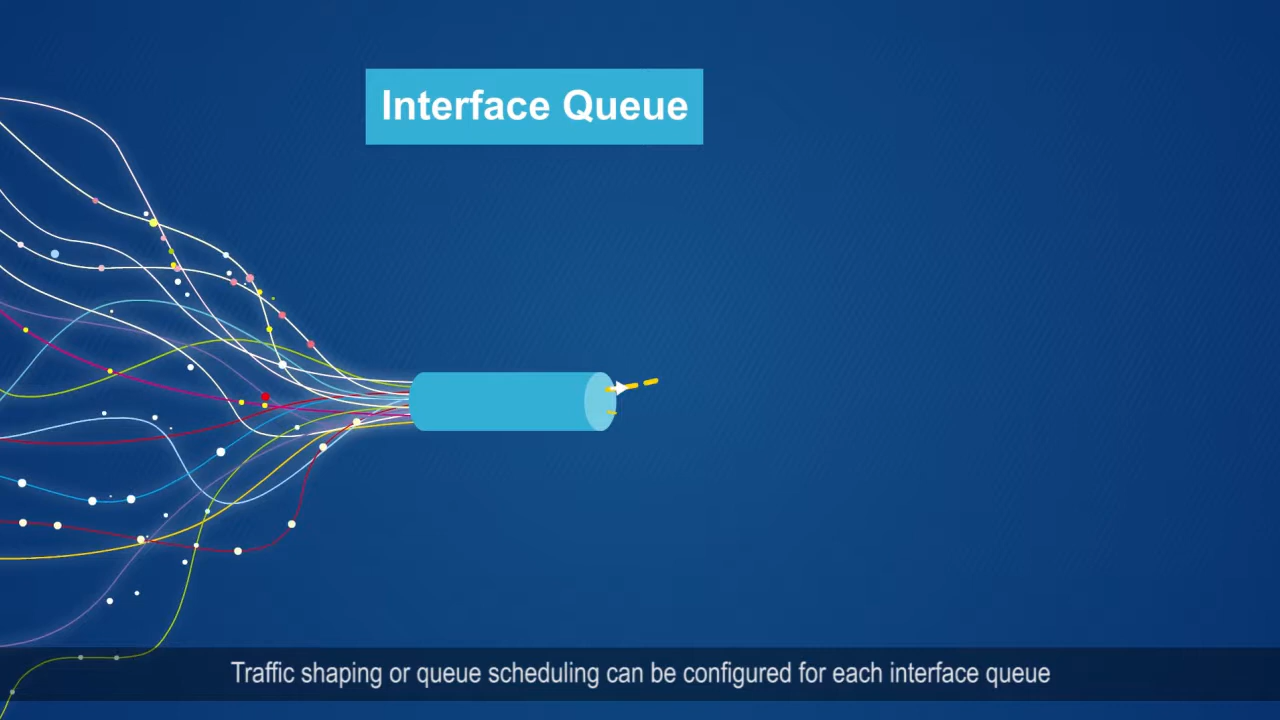 Interface Queue
Traffic shaping or queue scheduling can be configured for each interface queue